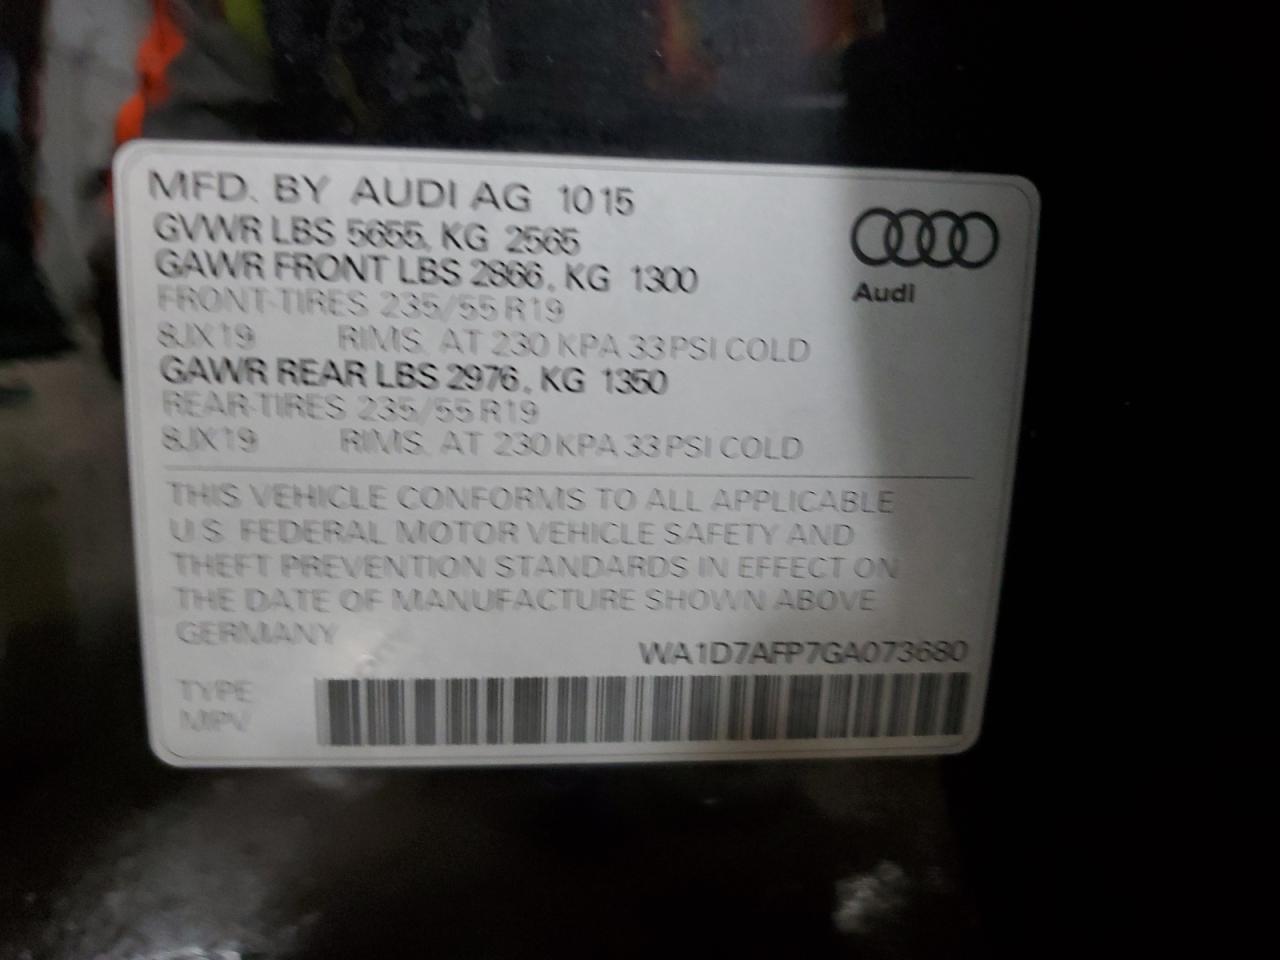 MFD. BY AUDI AG 10 15
GVWR LBS 5655, KG 2565
GAWR FRONT LBS 2866, KG 1300
FRONT-TIRES 235/55 R19
8JX19 RIMS, AT 230 KPA 33 PSI COLD
GAWR REAR LBS 2976, KG 1350
REAR-TIRES 235/55 R19
8JX19 RIMS, AT 230 KPA 33 PSI COLD
Audi
THIS VEHICLE CONFORMS TO ALL APPLICABLE
U.S. FEDERAL MOTOR VEHICLE SAFETY AND
THEFT PREVENTION STANDARDS IN EFFECT ON
THE DATE OF MANUFACTURE SHOWN ABOVE
GERMANY
WA1D7AFP7GA073680
TYPE
MPV